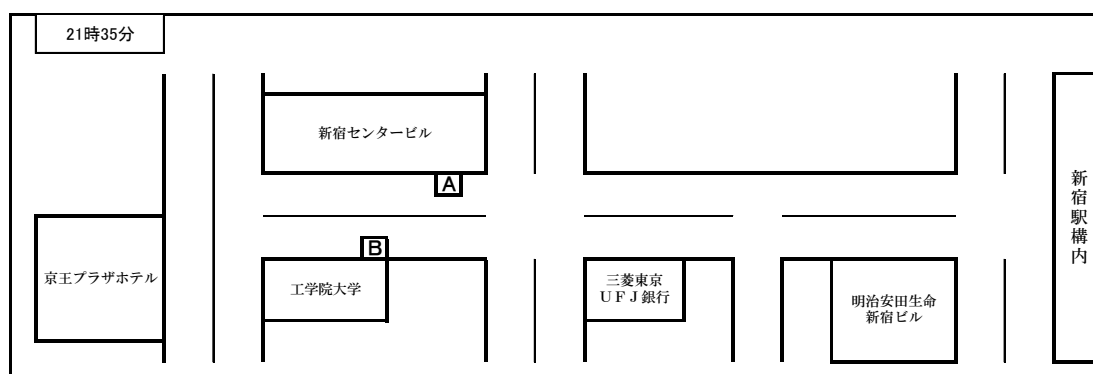 21時35分
新宿センタービル
A
新宿駅構内
B
京王プラザホテル
工学院大学
三菱東京
ＵＦＪ銀行
明治安田生命
新宿ビル